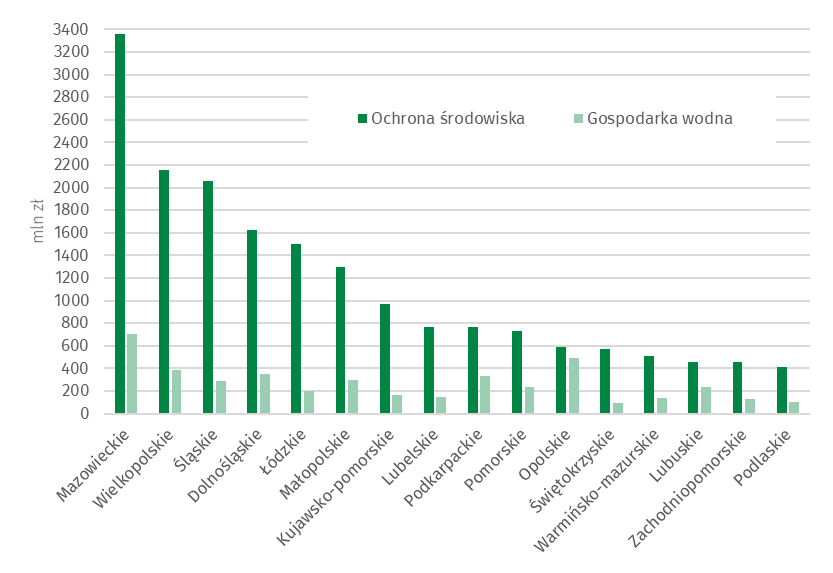 3400
3200
3000
2800
2600
2400
2200
2000
1800
1600
1400
1200
1000
800
600
400
200
0
mln zł
Ochrona środowiska
Gospodarka wodna
Mazowieckie
Wielkopolskie
Śląskie
Dolnośląskie
Łódzkie
Małopolskie
Kujawsko-pomorskie
Lubelskie
Podkarpackie
Pomorskie
Opolskie
Świętokrzyskie
Warmińsko-mazurskie
Lubuskie
Zachodniopomorskie
Podlaskie